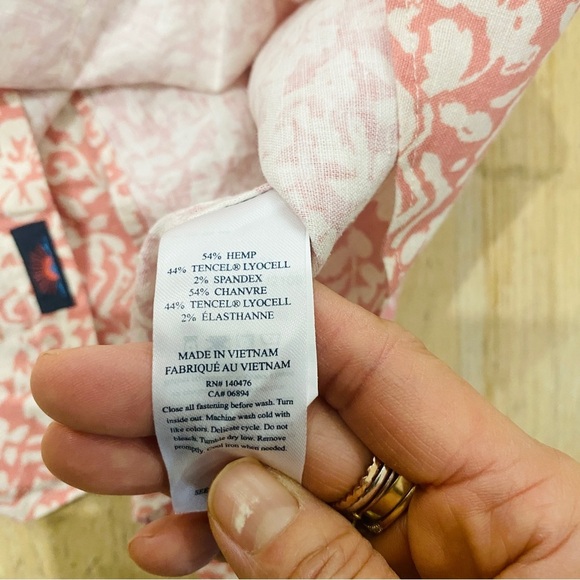 54% HEMP
44% TENCEL® LYOCELL
2% SPANDEX
54% CHANVRE
44% TENCEL® LYOCELL
2% ÉLASTHANNE
MADE IN VIETNAM
FABRIQUÉ AU VIETNAM
RN# 140476
CA# 06894
Close all fastening before wash. Turn
inside out. Machine wash cold with
like colors. Delicate cycle. Do not
bleach. Tumble dry low. Remove
promptly. Cool iron when needed.